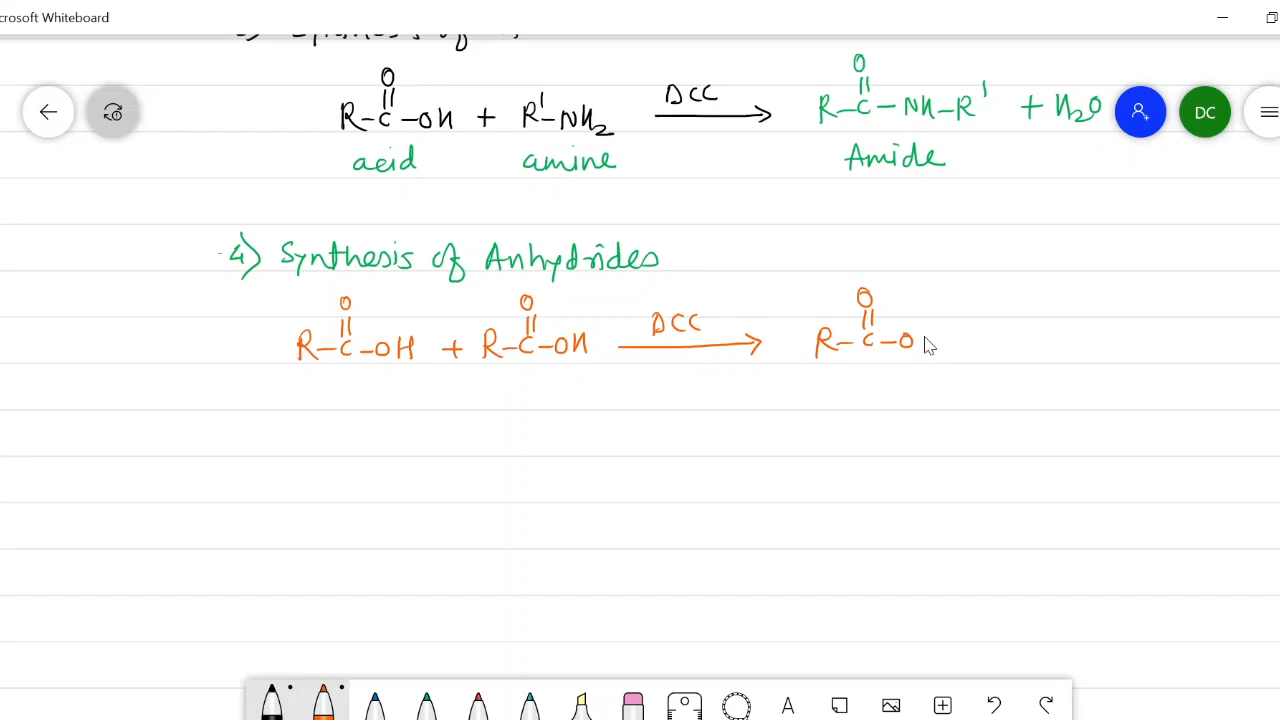 crosoft Whiteboard
O O
R-C-OH + R'-NH2 DCC → R-C-NH-R' + H2O
acid amine Amide
DC
4) Synthesis of Anhydrides
O O O
R-C-OH + R-C-OH DCC → R-C-O
A